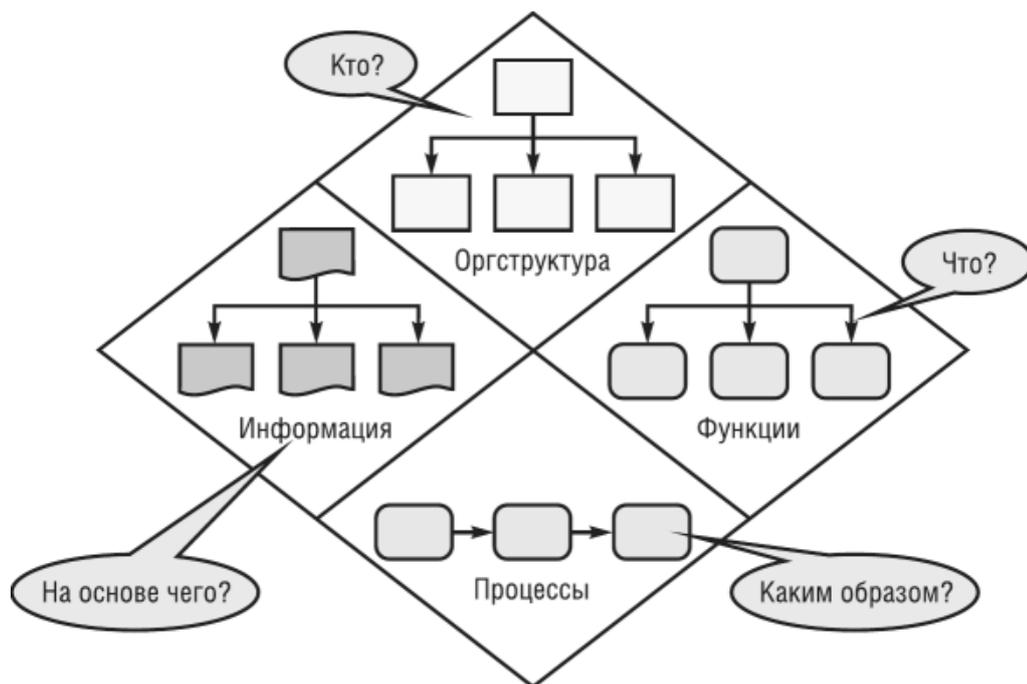 Кто?
Оргструктура
Что?
Информация
Функции
На основе чего?
Процессы
Каким образом?